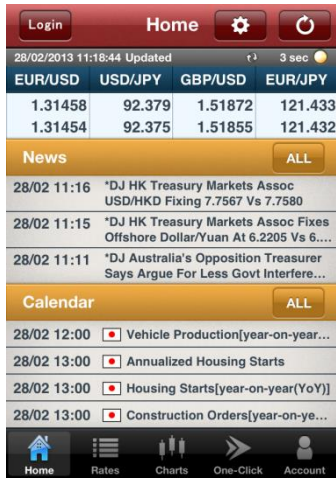 Login Home
28/02/2013 11:18:44 Updated 3 sec
EUR/USD USD/JPY GBP/USD EUR/JPY
1.31458 92.379 1.51872 121.433
1.31454 92.375 1.51855 121.432
News ALL
28/02 11:16 *DJ HK Treasury Markets Assoc
USD/HKD Fixing 7.7567 Vs 7.7580
28/02 11:15 *DJ HK Treasury Markets Assoc Fixes
Offshore Dollar/Yuan At 6.2205 Vs 6....
28/02 11:11 *DJ Australia's Opposition Treasurer
Says Argue For Less Govt Interfere...
Calendar ALL
28/02 12:00 Vehicle Production[year-on-year...
28/02 13:00 Annualized Housing Starts
28/02 13:00 Housing Starts[year-on-year(YoY)]
28/02 13:00 Construction Orders[year-on-ye...
Home Rates Charts One-Click Account